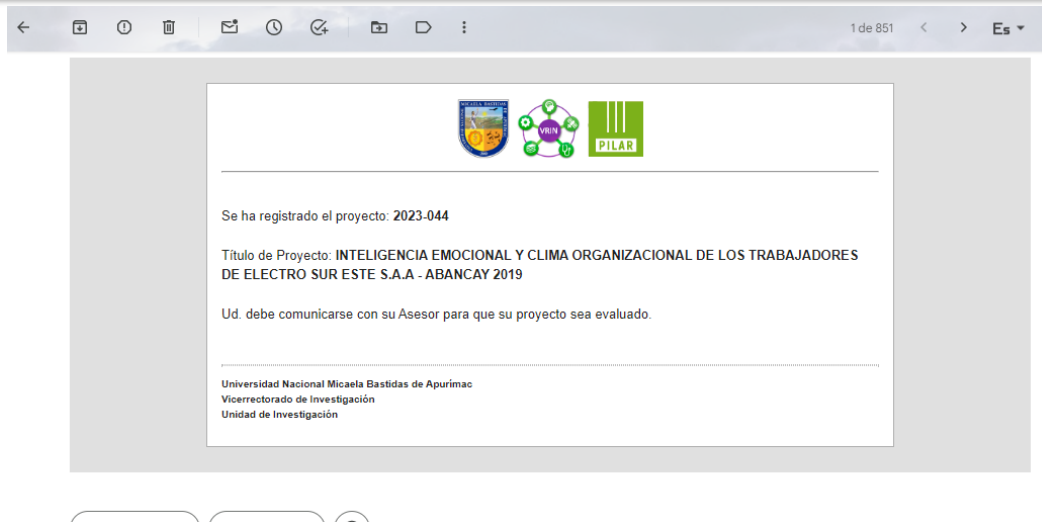 1 de 851
Es
VRIN
PILAR
Se ha registrado el proyecto: 2023-044
Título de Proyecto: INTELIGENCIA EMOCIONAL Y CLIMA ORGANIZACIONAL DE LOS TRABAJADORES
DE ELECTRO SUR ESTE S.A.A - ABANCAY 2019
Ud. debe comunicarse con su Asesor para que su proyecto sea evaluado.
Universidad Nacional Micaela Bastidas de Apurímac
Vicerrectorado de Investigación
Unidad de Investigación